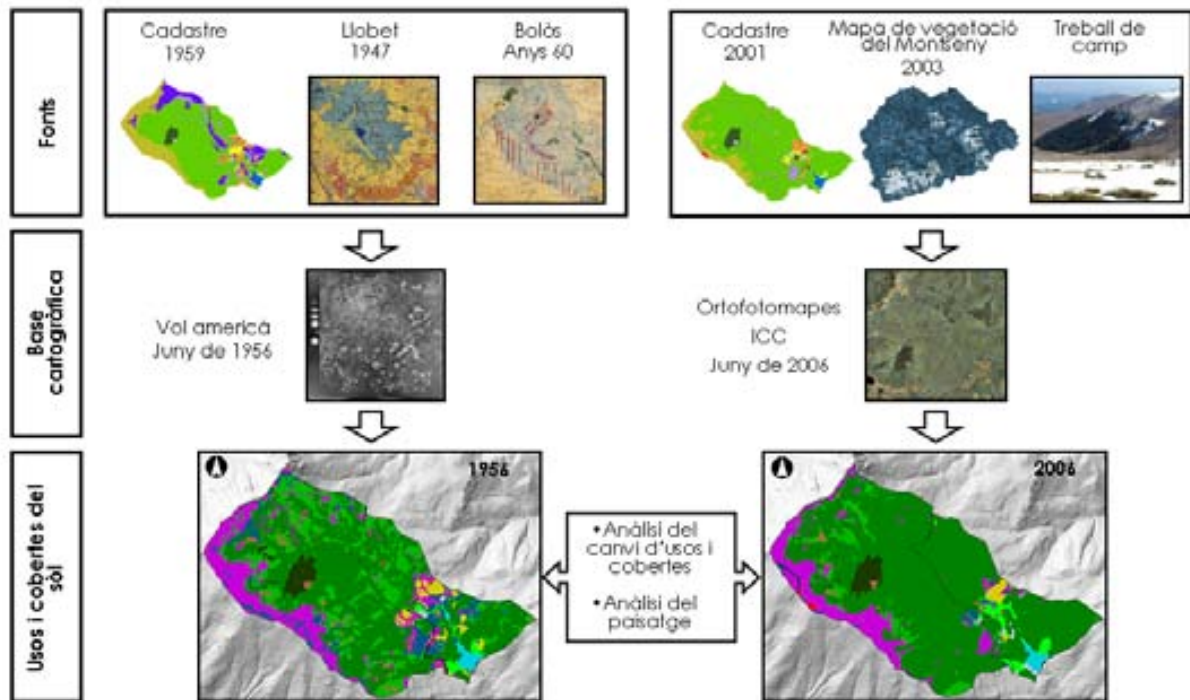 Fonts
Cadastre
1959
Llobet
1947
Bolòs
Anys 60
Cadastre
2001
Mapa de vegetació
del Montseny
2003
Treball de
camp
Base
cartogràfica
Vol americà
Juny de 1956
Ortofotomapes
ICC
Juny de 2006
Usos i cobertes del
sòl
1956
•Anàlisi del
canvi d'usos i
cobertes
•Anàlisi del
paisatge
2006